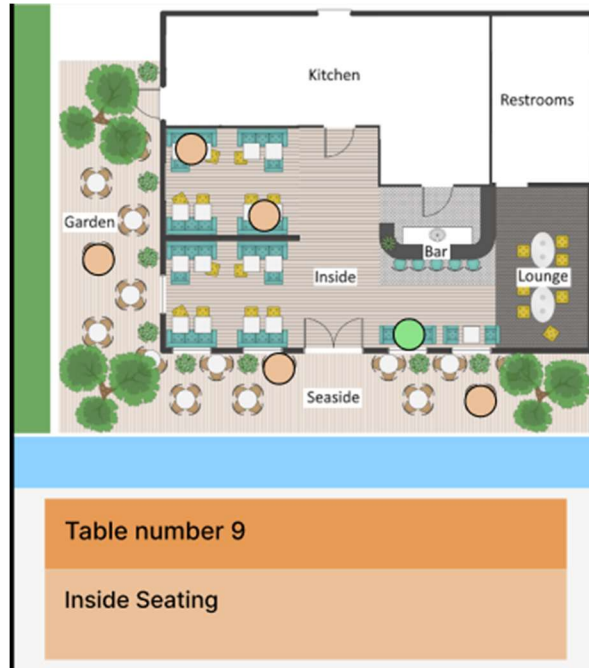 Kitchen
Restrooms
Garden
Bar
Inside
Lounge
Seaside
Table number 9
Inside Seating